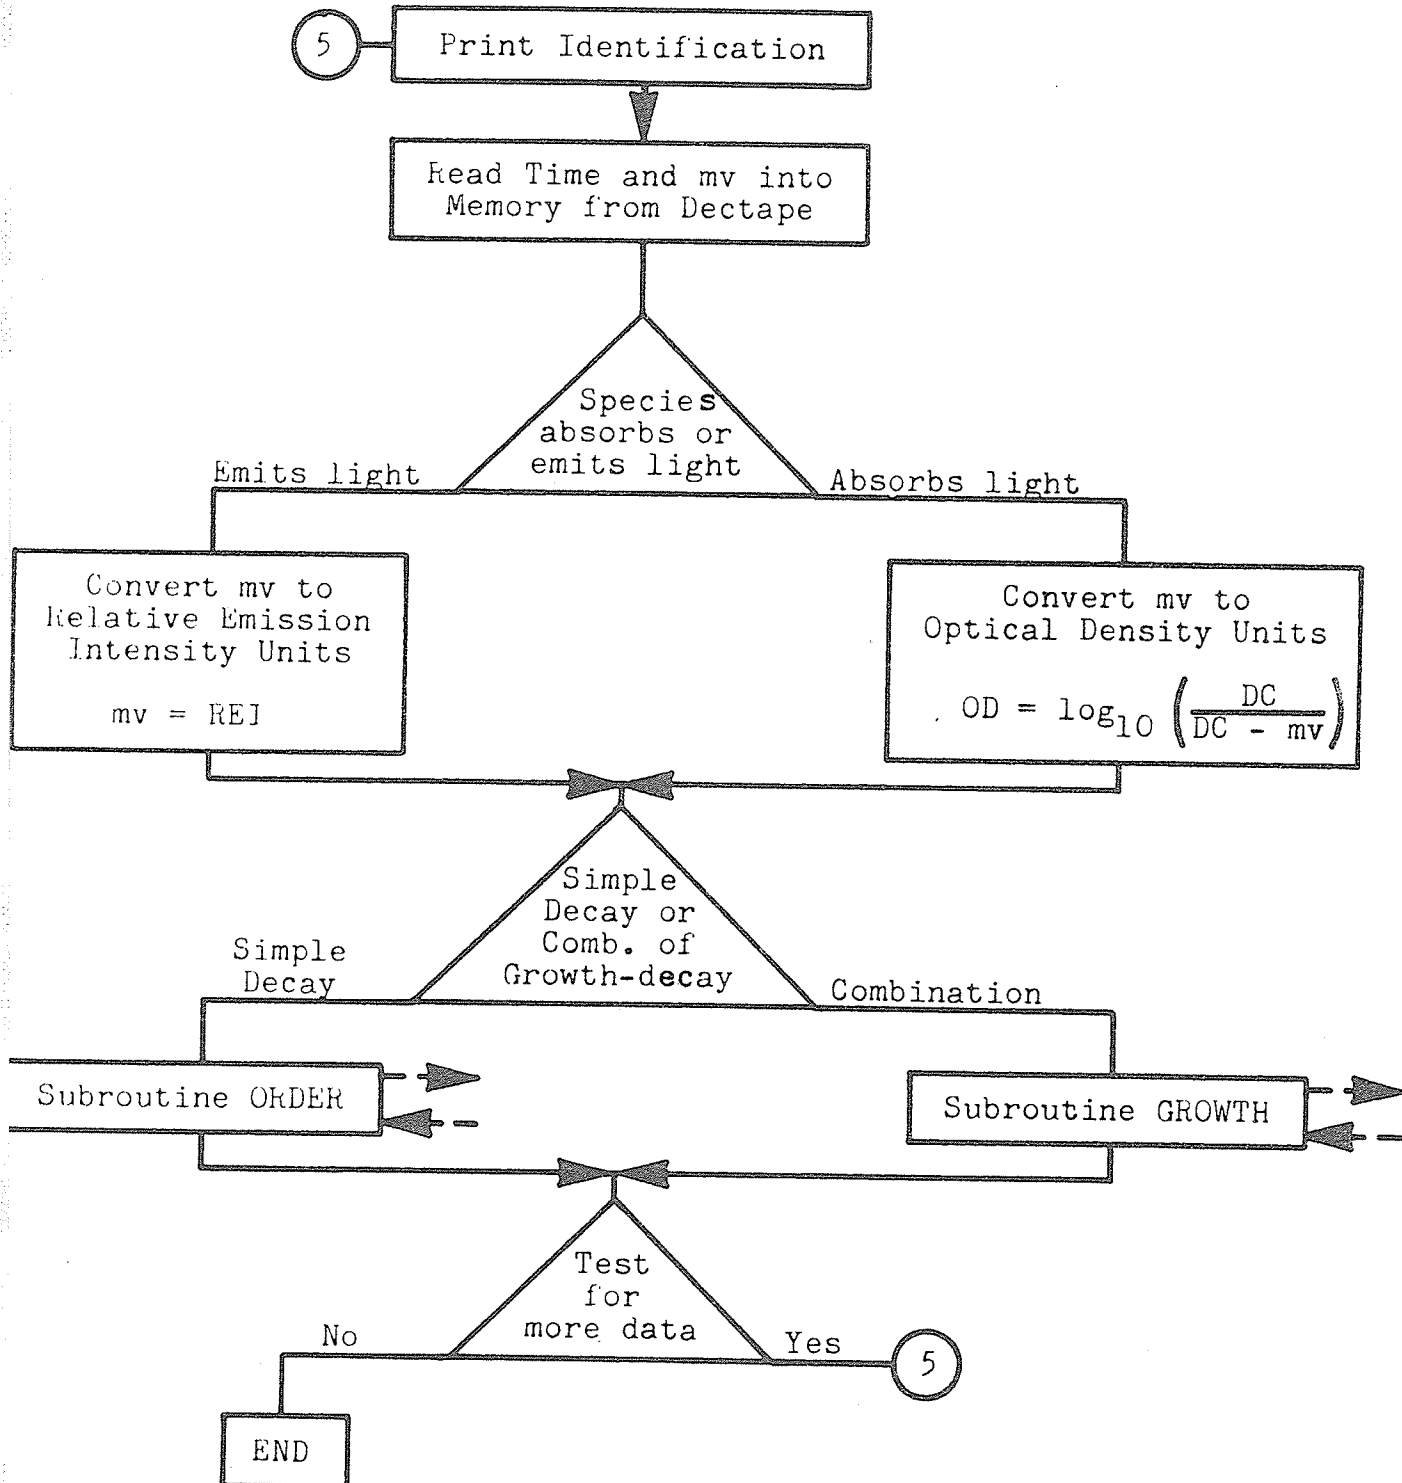 5
Print Identification
Read Time and mv into
Memory from Dectape
Species
absorbs or
emits light
Emits light
Absorbs light
Convert mv to
Relative Emission
Intensity Units
mv = REI
Convert mv to
Optical Density Units
OD = log10 (DC / DC - mv)
Simple
Decay or
Comb. of
Growth-decay
Simple
Decay
Combination
Subroutine ORDER
Subroutine GROWTH
Test
for
more data
No
Yes
5
END